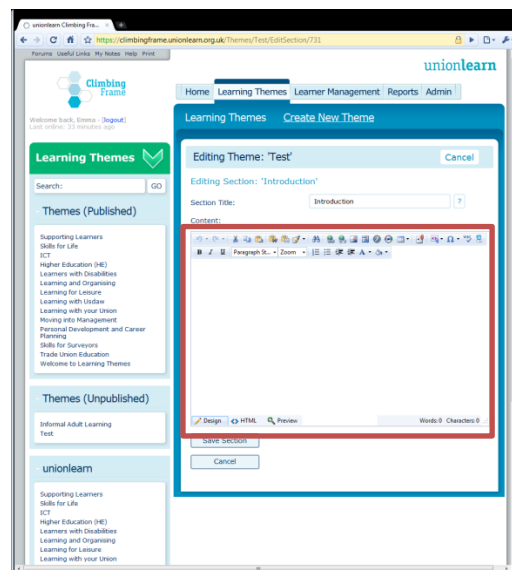 unionlearn Climbing Fra...
https://climbingframe.unionlearn.org.uk/Themes/Test/EditSection/731
Forums Useful Links My Notes Help Print
unionlearn
Climbing
Frame
Home Learning Themes Learner Management Reports Admin
Welcome back, Emma - [logout]
Last online: 33 minutes ago
Learning Themes Create New Theme
Learning Themes
Editing Theme: 'Test' Cancel
Search: GO
Editing Section: 'Introduction'
Section Title: Introduction ?
Content:
Themes (Published)
Supporting Learners
Skills for Life
ICT
Higher Education (HE)
Learners with Disabilities
Learning and Organising
Learning for Leisure
Learning with Usdaw
Learning with your Union
Moving into Management
Personal Development and Career
Planning
Skills for Surveyors
Trade Union Education
Welcome to Learning Themes
B I U Paragraph St... Zoom
Themes (Unpublished)
Informal Adult Learning
Test
Design HTML Preview Words:0 Characters:0
Save Section
Cancel
unionlearn
Supporting Learners
Skills for Life
ICT
Higher Education (HE)
Learners with Disabilities
Learning and Organising
Learning for Leisure
Learning with your Union